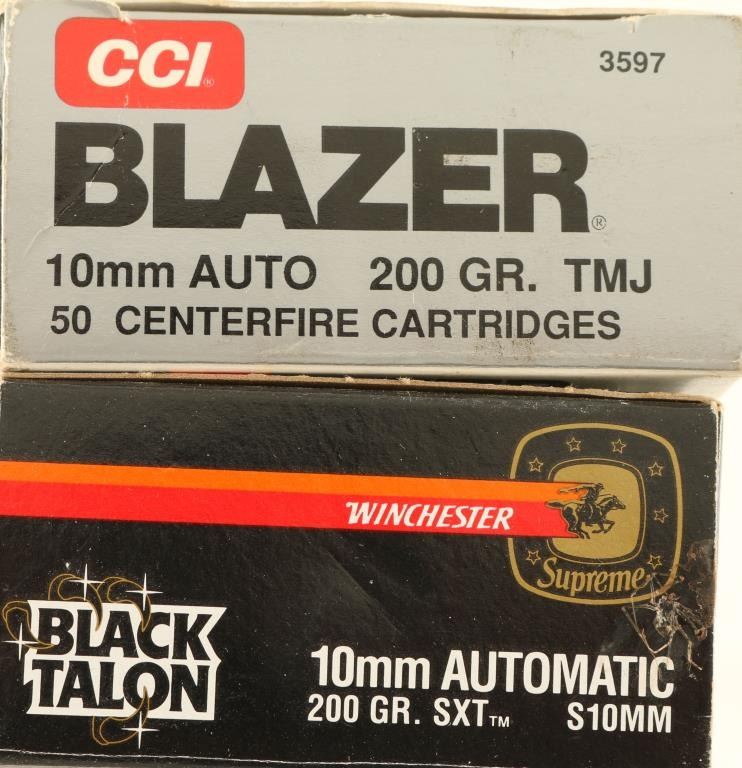 CCI®
3597
BLAZER®
10mm AUTO 200 GR. TMJ
50 CENTERFIRE CARTRIDGES
WINCHESTER
Supreme
BLACK
TALON
10mm AUTOMATIC
200 GR. SXT™ S10MM